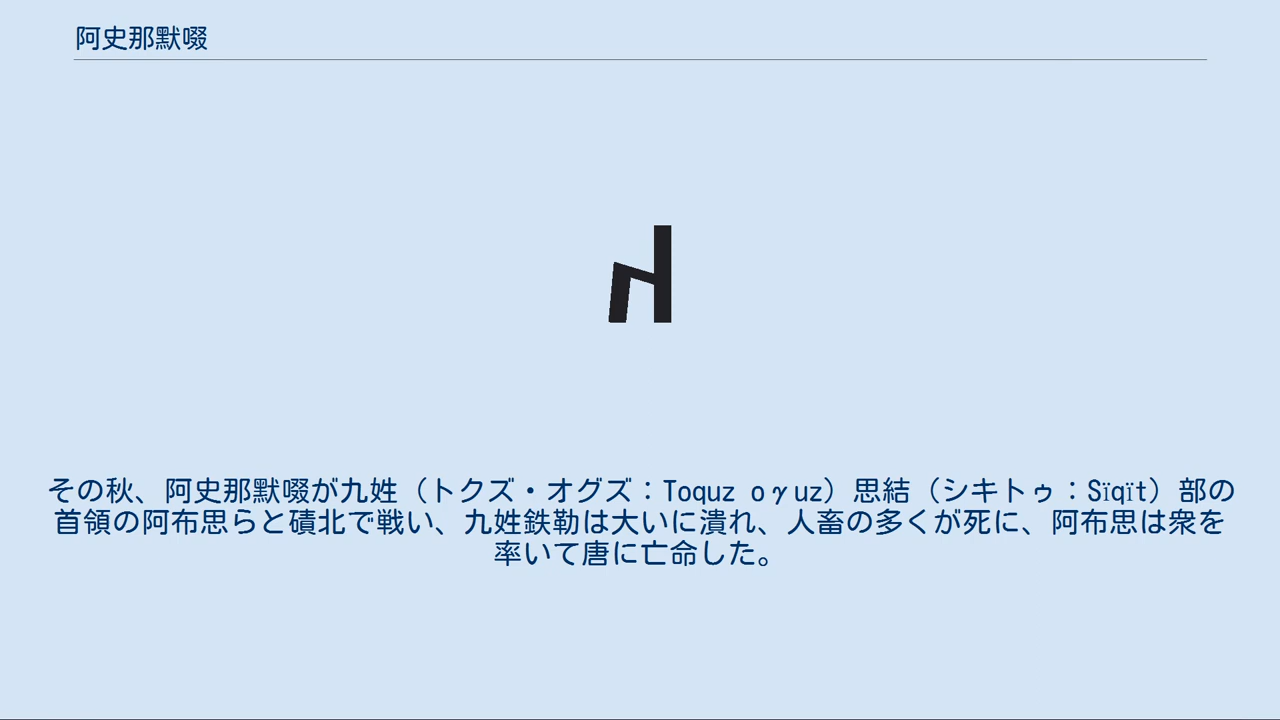 阿史那默啜
その秋、阿史那默啜が九姓（トクズ・オグズ：Toquz oγuz）思結（シキトゥ：Sïqït）部の
首領の阿布思らと磧北で戦い、九姓鉄勒は大いに潰れ、人畜の多くが死に、阿布思は衆を
率いて唐に亡命した。